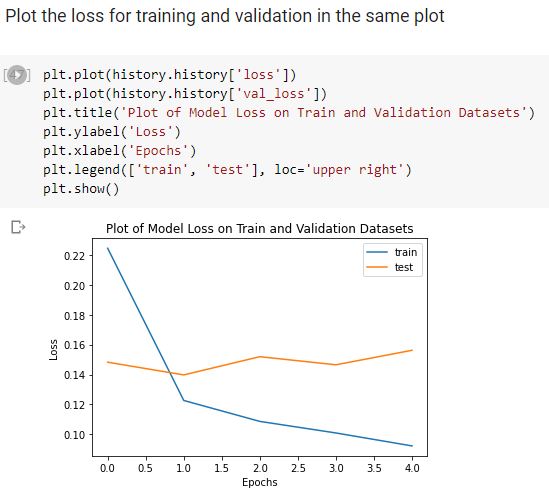 Plot the loss for training and validation in the same plot
plt.plot(history.history['loss'])
plt.plot(history.history['val_loss'])
plt.title('Plot of Model Loss on Train and Validation Datasets')
plt.ylabel('Loss')
plt.xlabel('Epochs')
plt.legend(['train', 'test'], loc='upper right')
plt.show()
Plot of Model Loss on Train and Validation Datasets
train
test
0.22
0.20
0.18
0.16
0.14
0.12
0.10
Loss
0.0 0.5 1.0 1.5 2.0 2.5 3.0 3.5 4.0
Epochs